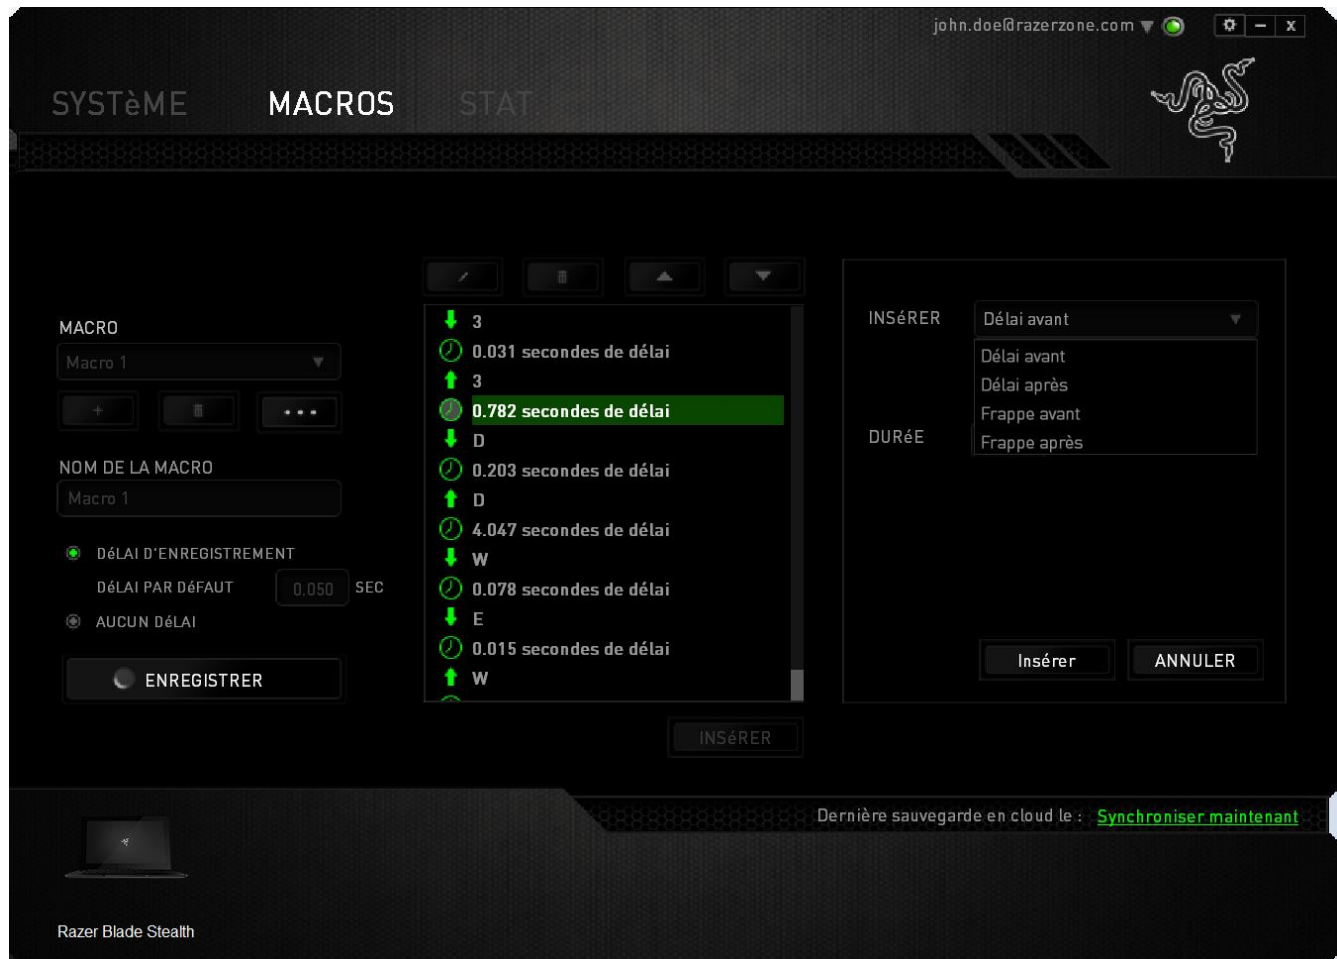 john.doe@razerzone.com
SYSTèME MACROS STAT
MACRO
Macro 1
NOM DE LA MACRO
Macro 1
DéLAI D'ENREGISTREMENT
DéLAI PAR DéFAUT 0.050 SEC
AUCUN DéLAI
ENREGISTRER
3
0.031 secondes de délai
3
0.782 secondes de délai
D
0.203 secondes de délai
D
4.047 secondes de délai
W
0.078 secondes de délai
E
0.015 secondes de délai
W
INSéRER
INSéRER Délai avant
Délai avant
Délai après
Frappe avant
Frappe après
DURéE
Insérer ANNULER
Dernière sauvegarde en cloud le : Synchroniser maintenant
Razer Blade Stealth